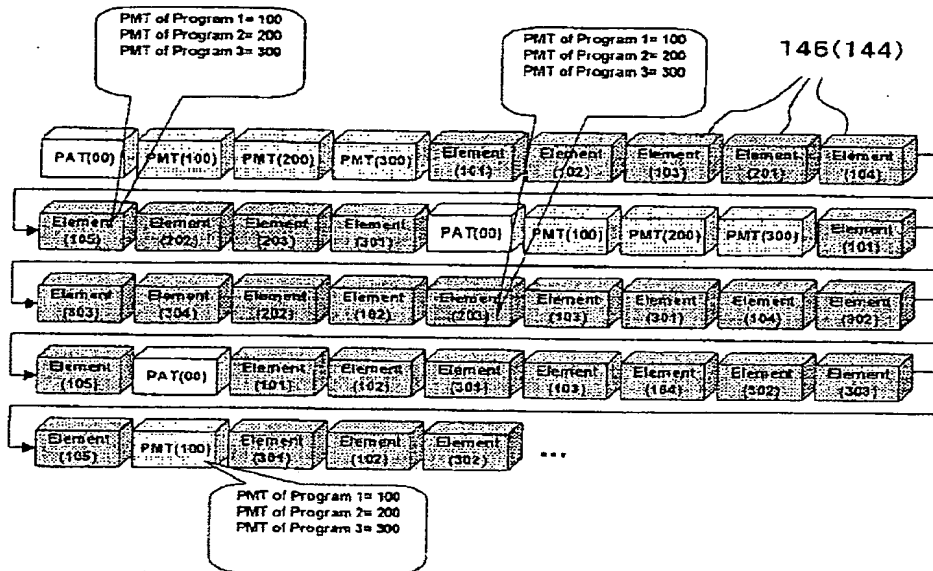 PMT of Program 1= 100
PMT of Program 2= 200
PMT of Program 3= 300
PMT of Program 1= 100
PMT of Program 2= 200
PMT of Program 3= 300
146(144)
PAT(00) PMT(100) PMT(200) PMT(300) Element (101) Element (102) Element (103) Element (201) Element (104)
Element (105) Element (202) Element (203) Element (301) PAT(00) PMT(100) PMT(200) PMT(300) Element (101)
Element (303) Element (304) Element (202) Element (102) Element (203) Element (103) Element (301) Element (104) Element (302)
Element (105) PAT(00) Element (101) Element (102) Element (301) Element (103) Element (104) Element (302) Element (303)
Element (105) PMT(100) Element (301) Element (102) Element (302) ...
PMT of Program 1= 100
PMT of Program 2= 200
PMT of Program 3= 300